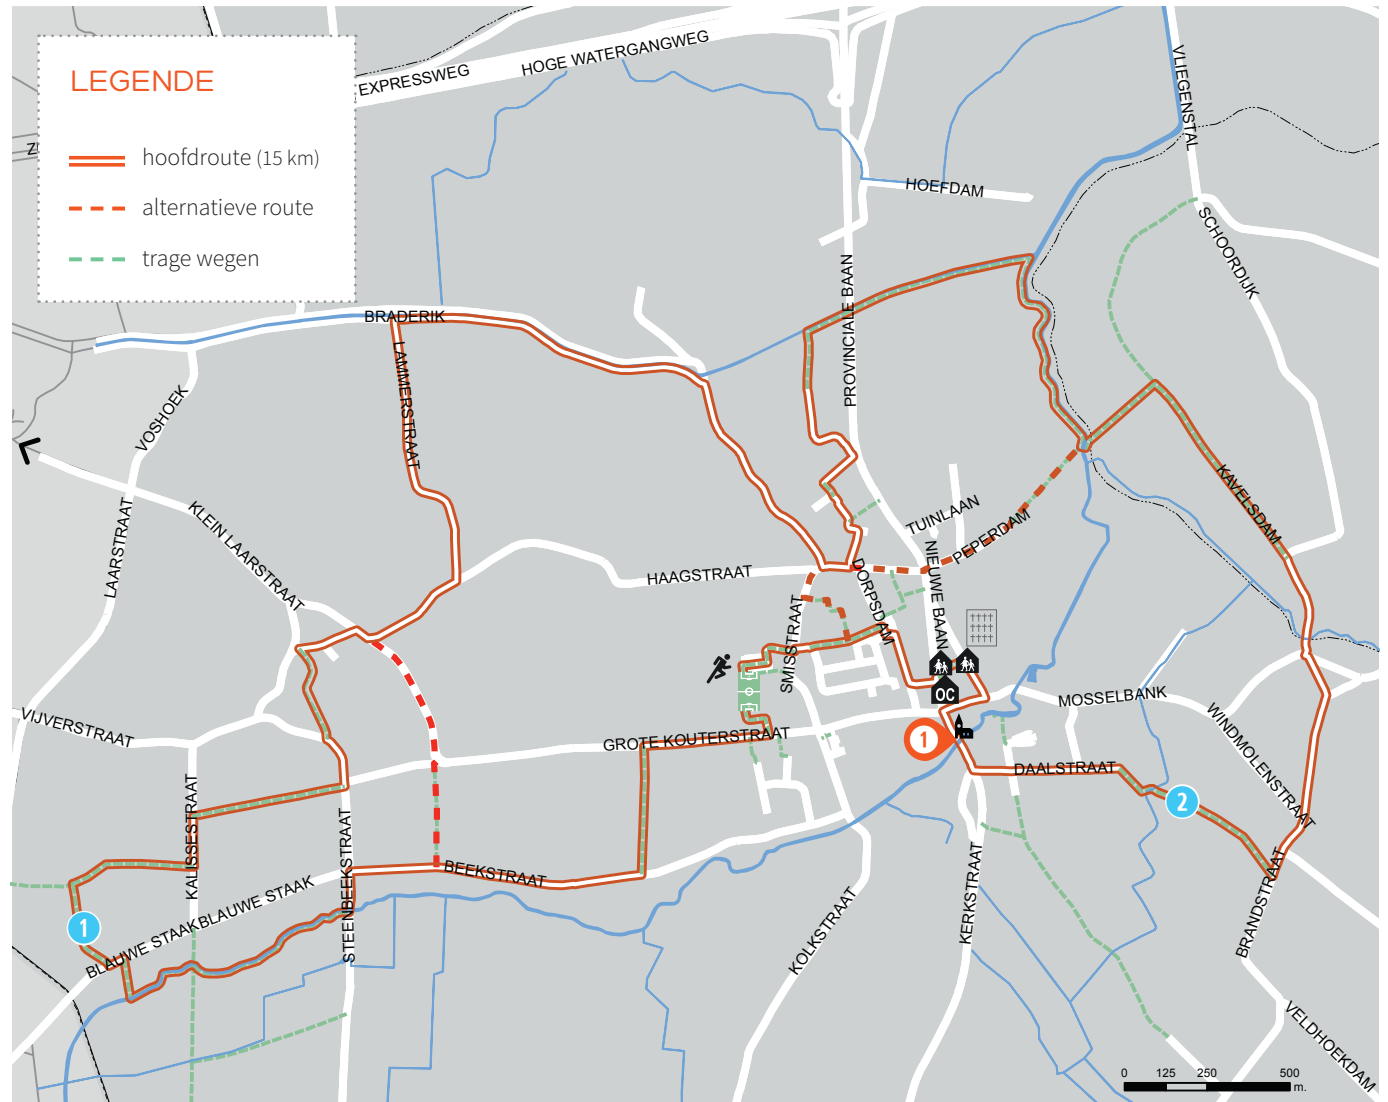 LEGENDE
hoofdroute (15 km)
alternatieve route
trage wegen
EXPRESSWEG
HOGE WATERGANGWEG
VLIEGENSTAL
HOEFDAM
SCHOORDIJK
PROVINCIALE BAAN
BRADERIK
LAMMERSTRAAT
VOSHOEK
LAARSTRAAT
KLEIN LAARSTRAAT
KAVELSDAM
TUINLAAN
PEPERDAM
NIEUWE BAAN
HAAGSTRAAT
DORPSDAM
SMISSTRAAT
OC
MOSSELBANK
WINDMOLENSTRAAT
VIJVERSTRAAT
GROTE KOUTERSTRAAT
1
DAALSTRAAT
2
KALISSESTRAAT
STEENBEEKSTRAAT
BEEKSTRAAT
BLAUWE STAAKBLAUWE STAAK
1
KOLKSTRAAT
KERKSTRAAT
BRANDSTRAAT
VELDHOEKDAM
0 125 250 500
m.